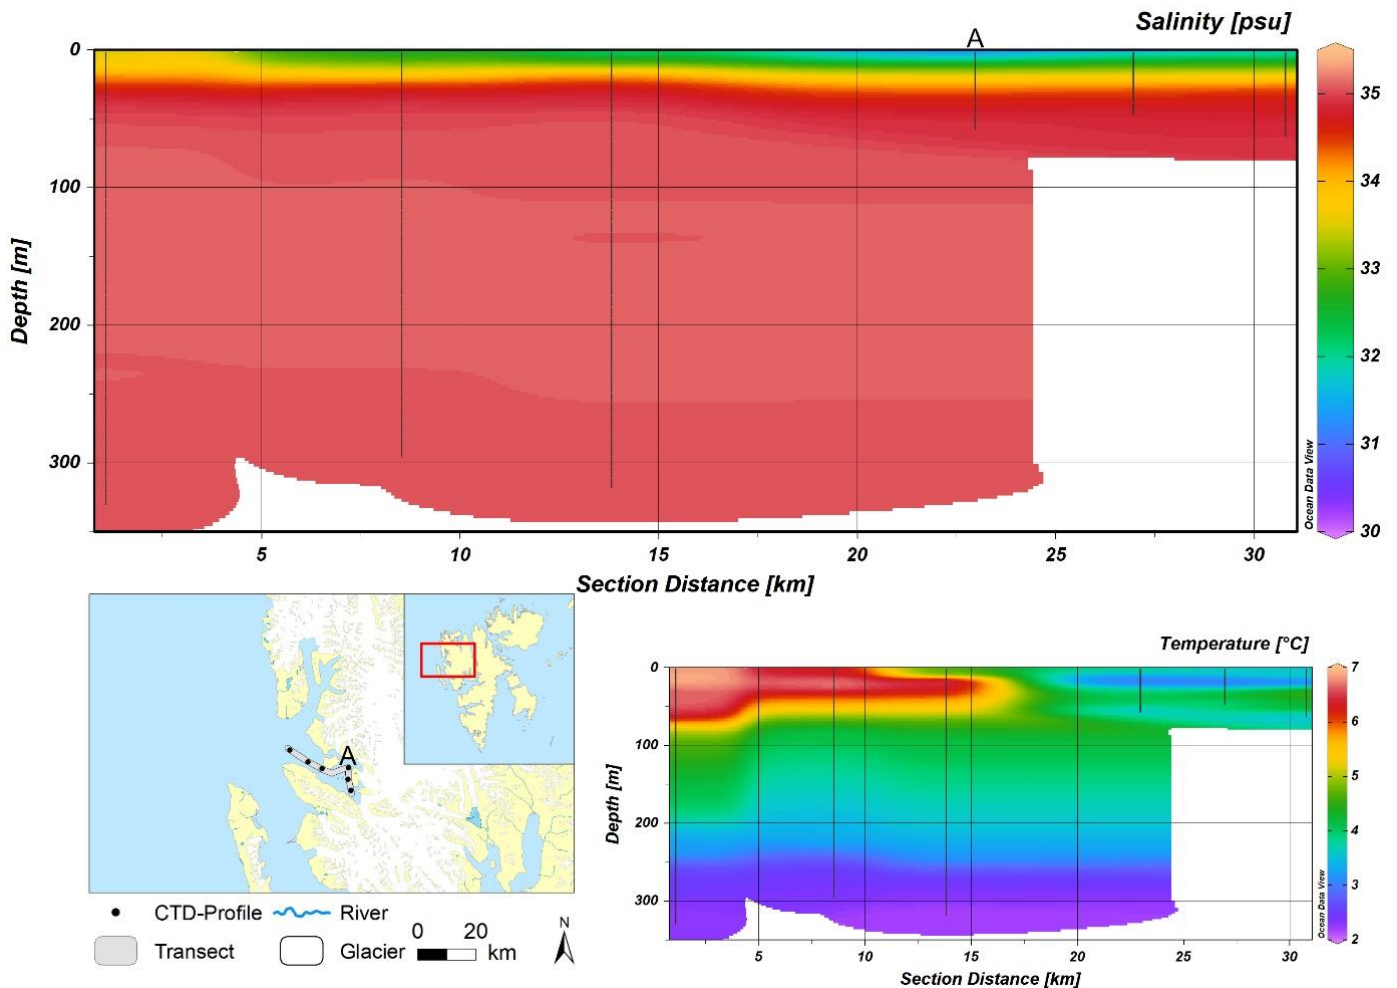 Salinity [psu]
A
0
100
200
300
Depth [m]
5
10
15
20
25
30
Section Distance [km]
35
34
33
32
31
30
Ocean Data View
A
CTD-Profile
River
Transect
Glacier
0 20
km
N
Temperature [°C]
0
100
200
300
Depth [m]
5
10
15
20
25
30
Section Distance [km]
7
6
5
4
3
2
Ocean Data View